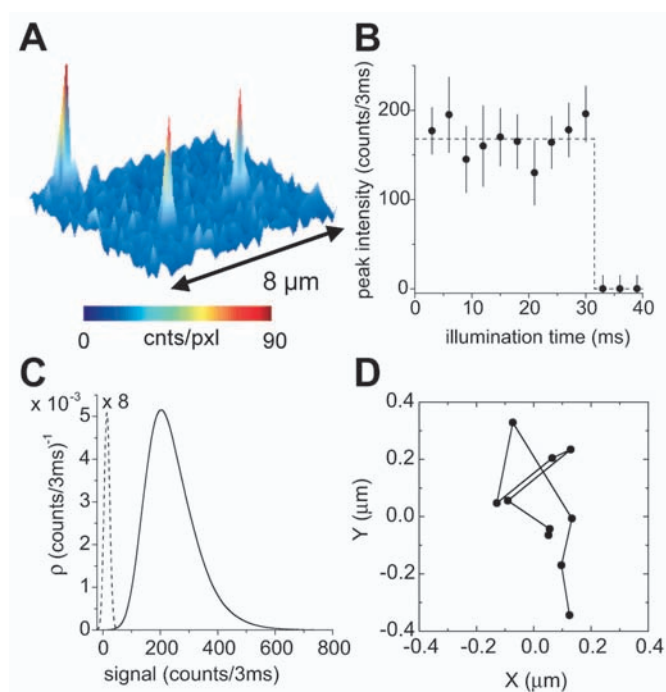 A
8 μm
0 cnts/pxl 90
B
peak intensity (counts/3ms)
200
100
0
0 10 20 30 40
illumination time (ms)
C
x 10⁻³ x 8
ρ (counts/3ms)⁻¹
5
4
3
2
1
0
0 200 400 600 800
signal (counts/3ms)
D
Y (μm)
0.4
0.2
0.0
-0.2
-0.4
-0.4 -0.2 0.0 0.2 0.4
X (μm)